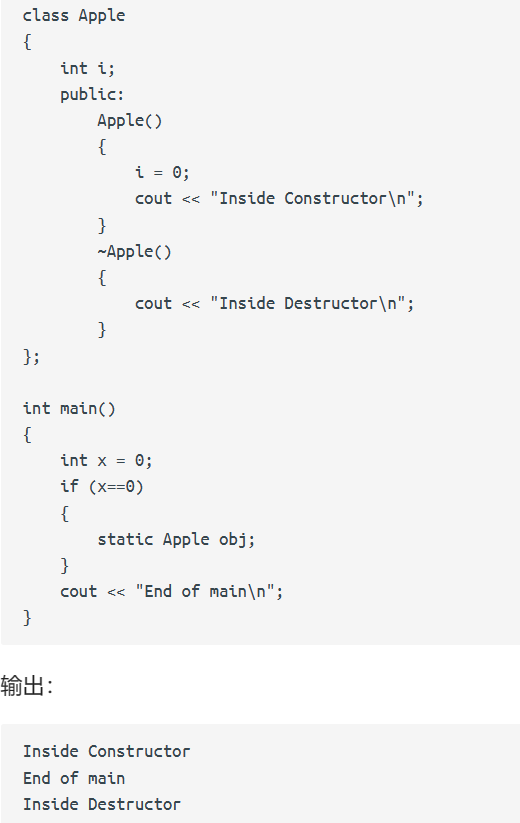 class Apple
{
    int i;
    public:
        Apple()
        {
            i = 0;
            cout << "Inside Constructor\n";
        }
        ~Apple()
        {
            cout << "Inside Destructor\n";
        }
};

int main()
{
    int x = 0;
    if (x==0)
    {
        static Apple obj;
    }
    cout << "End of main\n";
}
输出：
Inside Constructor
End of main
Inside Destructor